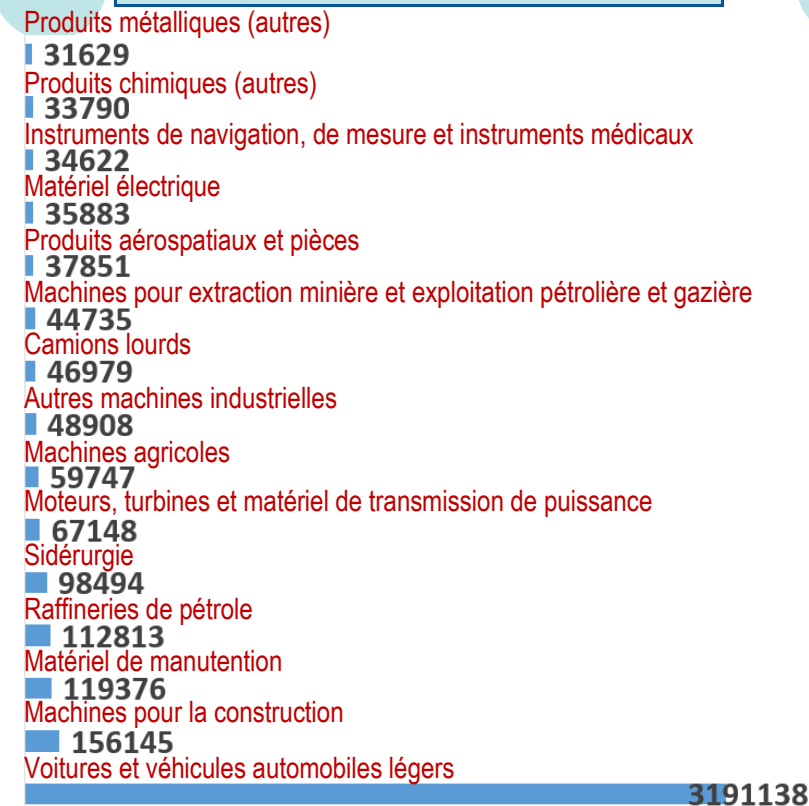 Produits métalliques (autres)
31629
Produits chimiques (autres)
33790
Instruments de navigation, de mesure et instruments médicaux
34622
Matériel électrique
35883
Produits aérospatiaux et pièces
37851
Machines pour extraction minière et exploitation pétrolière et gazière
44735
Camions lourds
46979
Autres machines industrielles
48908
Machines agricoles
59747
Moteurs, turbines et matériel de transmission de puissance
67148
Sidérurgie
98494
Raffineries de pétrole
112813
Matériel de manutention
119376
Machines pour la construction
156145
Voitures et véhicules automobiles légers
3191138